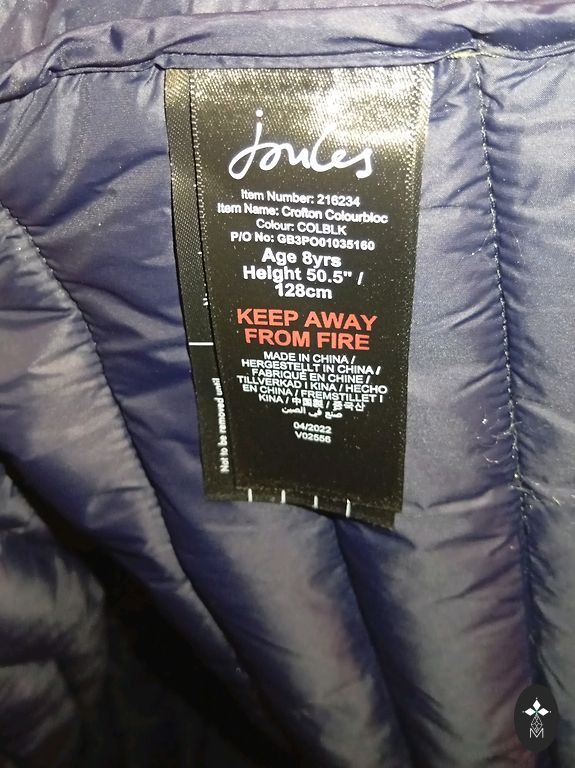 joules
Item Number: 216234
Item Name: Crofton Colourbloc
Colour: COLBLK
P/O No: GB3PO01035160
Age 8yrs
Height 50.5" /
128cm
KEEP AWAY
FROM FIRE
MADE IN CHINA /
HERGESTELLT IN CHINA /
FABRIQUÉ EN CHINE /
TILLVERKAD I KINA / HECHO
EN CHINA / FREMSTILLET I
KINA / 中国製 / 중국산
صنع في الصين
04/2022
V02556
Not to be removed until
M